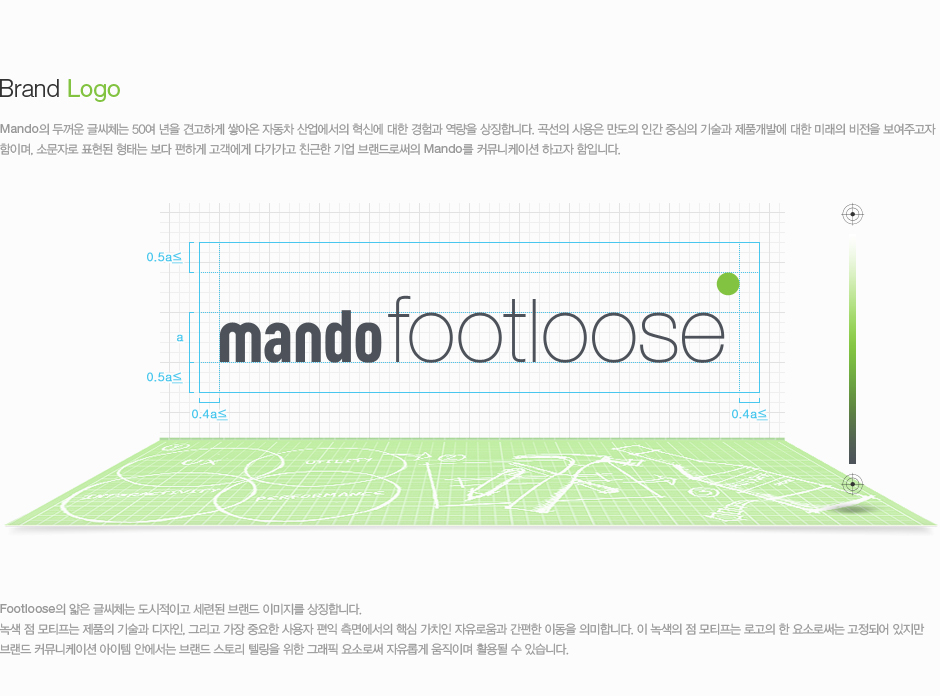 Brand Logo
Mando의 두꺼운 글씨체는 50여 년을 견고하게 쌓아온 자동차 산업에서의 혁신에 대한 경험과 역량을 상징합니다. 곡선의 사용은 만도의 인간 중심의 기술과 제품개발에 대한 미래의 비전을 보여주고자
함이며, 소문자로 표현된 형태는 보다 편하게 고객에게 다가가고 친근한 기업 브랜드로써의 Mando를 커뮤니케이션 하고자 함입니다.
0.5a≤
a
mando footloose
0.5a≤
0.4a≤
0.4a≤
UX
UTILITY
PERFORMANCE
Footloose의 얇은 글씨체는 도시적이고 세련된 브랜드 이미지를 상징합니다.
녹색 점 모티프는 제품의 기술과 디자인, 그리고 가장 중요한 사용자 편익 측면에서의 핵심 가치인 자유로움과 간편한 이동을 의미합니다. 이 녹색의 점 모티프는 로고의 한 요소로써는 고정되어 있지만
브랜드 커뮤니케이션 아이템 안에서는 브랜드 스토리 텔링을 위한 그래픽 요소로써 자유롭게 움직이며 활용될 수 있습니다.